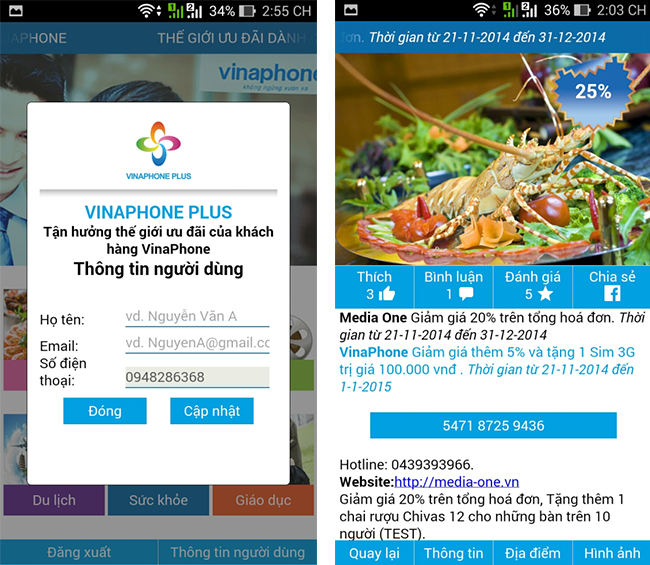 34% 2:55 CH
APHONE THẾ GIỚI ƯU ĐÃI DÀNH
vinaphone
không ngừng vươn xa
VINAPHONE PLUS
VINAPHONE PLUS
Tận hưởng thế giới ưu đãi của khách
hàng VinaPhone
Thông tin người dùng
Họ tên: vd. Nguyễn Văn A
Email: vd. NguyenA@gmail.co
Số điện
thoại: 0948286368
Đóng Cập nhật
Du lịch Sức khỏe Giáo dục
Đăng xuất Thông tin người dùng
36% 2:03 CH
đơn. Thời gian từ 21-11-2014 đến 31-12-2014
25%
Thích Bình luận Đánh giá Chia sẻ
3 1 5
Media One Giảm giá 20% trên tổng hoá đơn. Thời
gian từ 21-11-2014 đến 31-12-2014
VinaPhone Giảm giá thêm 5% và tặng 1 Sim 3G
trị giá 100.000 vnđ . Thời gian từ 21-11-2014 đến
1-1-2015
5471 8725 9436
Hotline: 0439393966.
Website:http://media-one.vn
Giảm giá 20% trên tổng hoá đơn, Tặng thêm 1
chai rượu Chivas 12 cho những bàn trên 10
người (TEST).
Quay lại Thông tin Địa điểm Hình ảnh